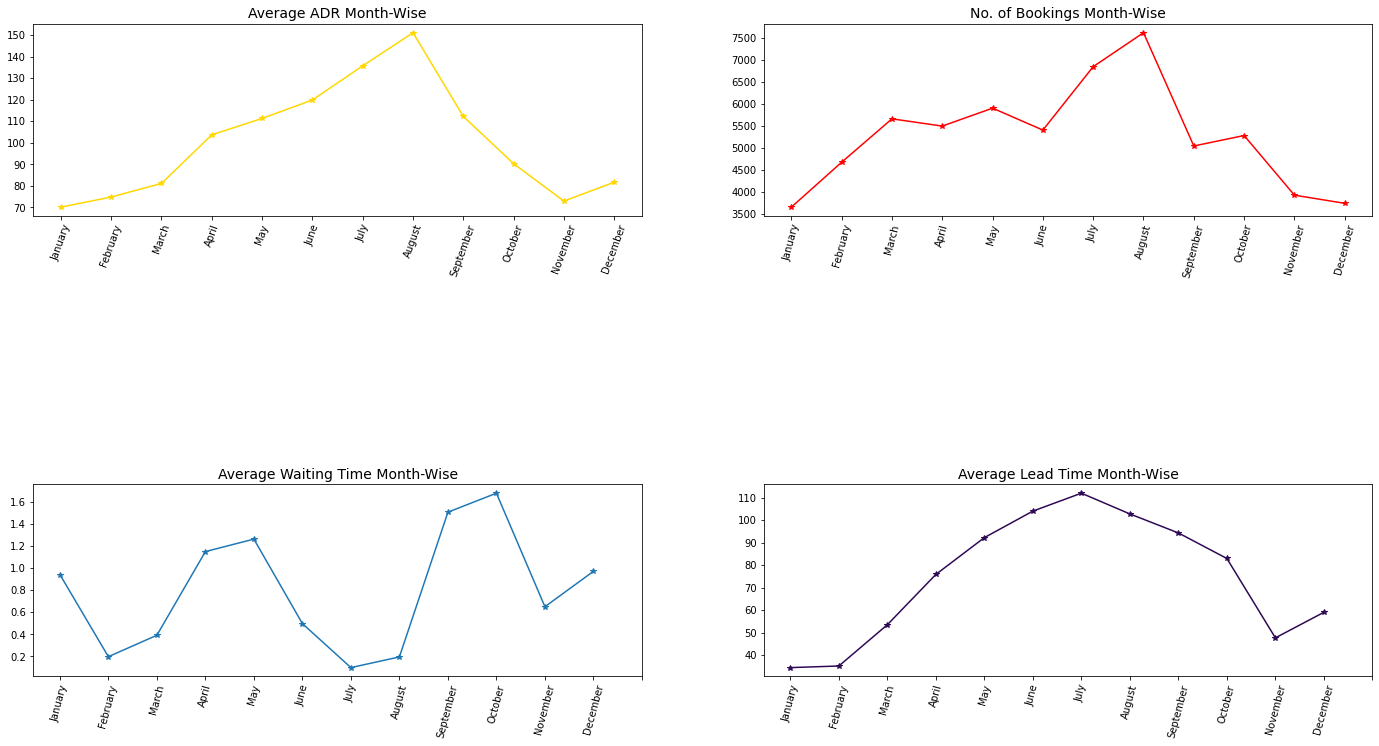 Average ADR Month-Wise
150
140
130
120
110
100
90
80
70
January
February
March
April
May
June
July
August
September
October
November
December
No. of Bookings Month-Wise
7500
7000
6500
6000
5500
5000
4500
4000
3500
January
February
March
April
May
June
July
August
September
October
November
December
Average Waiting Time Month-Wise
1.6
1.4
1.2
1.0
0.8
0.6
0.4
0.2
January
February
March
April
May
June
July
August
September
October
November
December
Average Lead Time Month-Wise
110
100
90
80
70
60
50
40
January
February
March
April
May
June
July
August
September
October
November
December